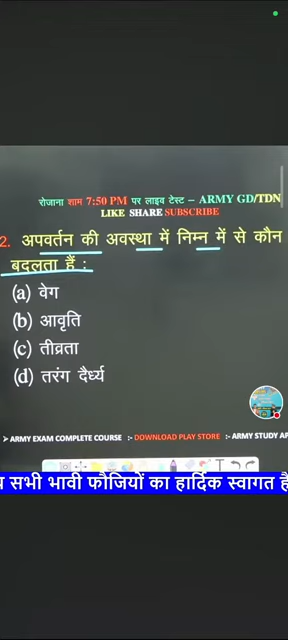 रोजाना शाम 7:50 PM पर लाइव टेस्ट – ARMY GD/TDN
LIKE SHARE SUBSCRIBE
2. अपवर्तन की अवस्था में निम्न में से कौन
बदलता हैं :
(a) वेग
(b) आवृति
(c) तीव्रता
(d) तरंग दैर्ध्य
➢ ARMY EXAM COMPLETE COURSE :- DOWNLOAD PLAY STORE :- ARMY STUDY AP
सभी भावी फौजियों का हार्दिक स्वागत है